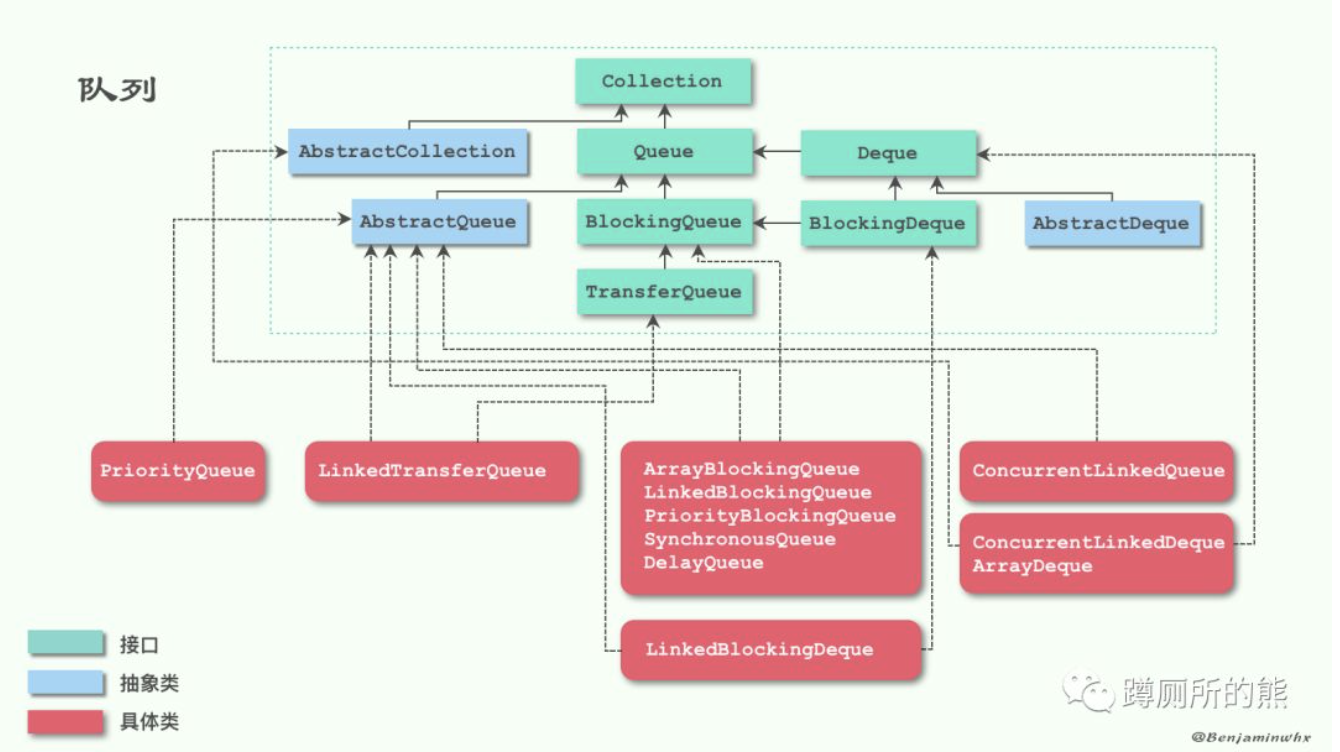 队列
Collection
AbstractCollection
Queue
Deque
AbstractQueue
BlockingQueue
BlockingDeque
AbstractDeque
TransferQueue
PriorityQueue
LinkedTransferQueue
ArrayBlockingQueue
LinkedBlockingQueue
PriorityBlockingQueue
SynchronousQueue
DelayQueue
ConcurrentLinkedQueue
ConcurrentLinkedDeque
ArrayDeque
LinkedBlockingDeque
接口
抽象类
具体类
蹲厕所的熊
@Benjaminwhx